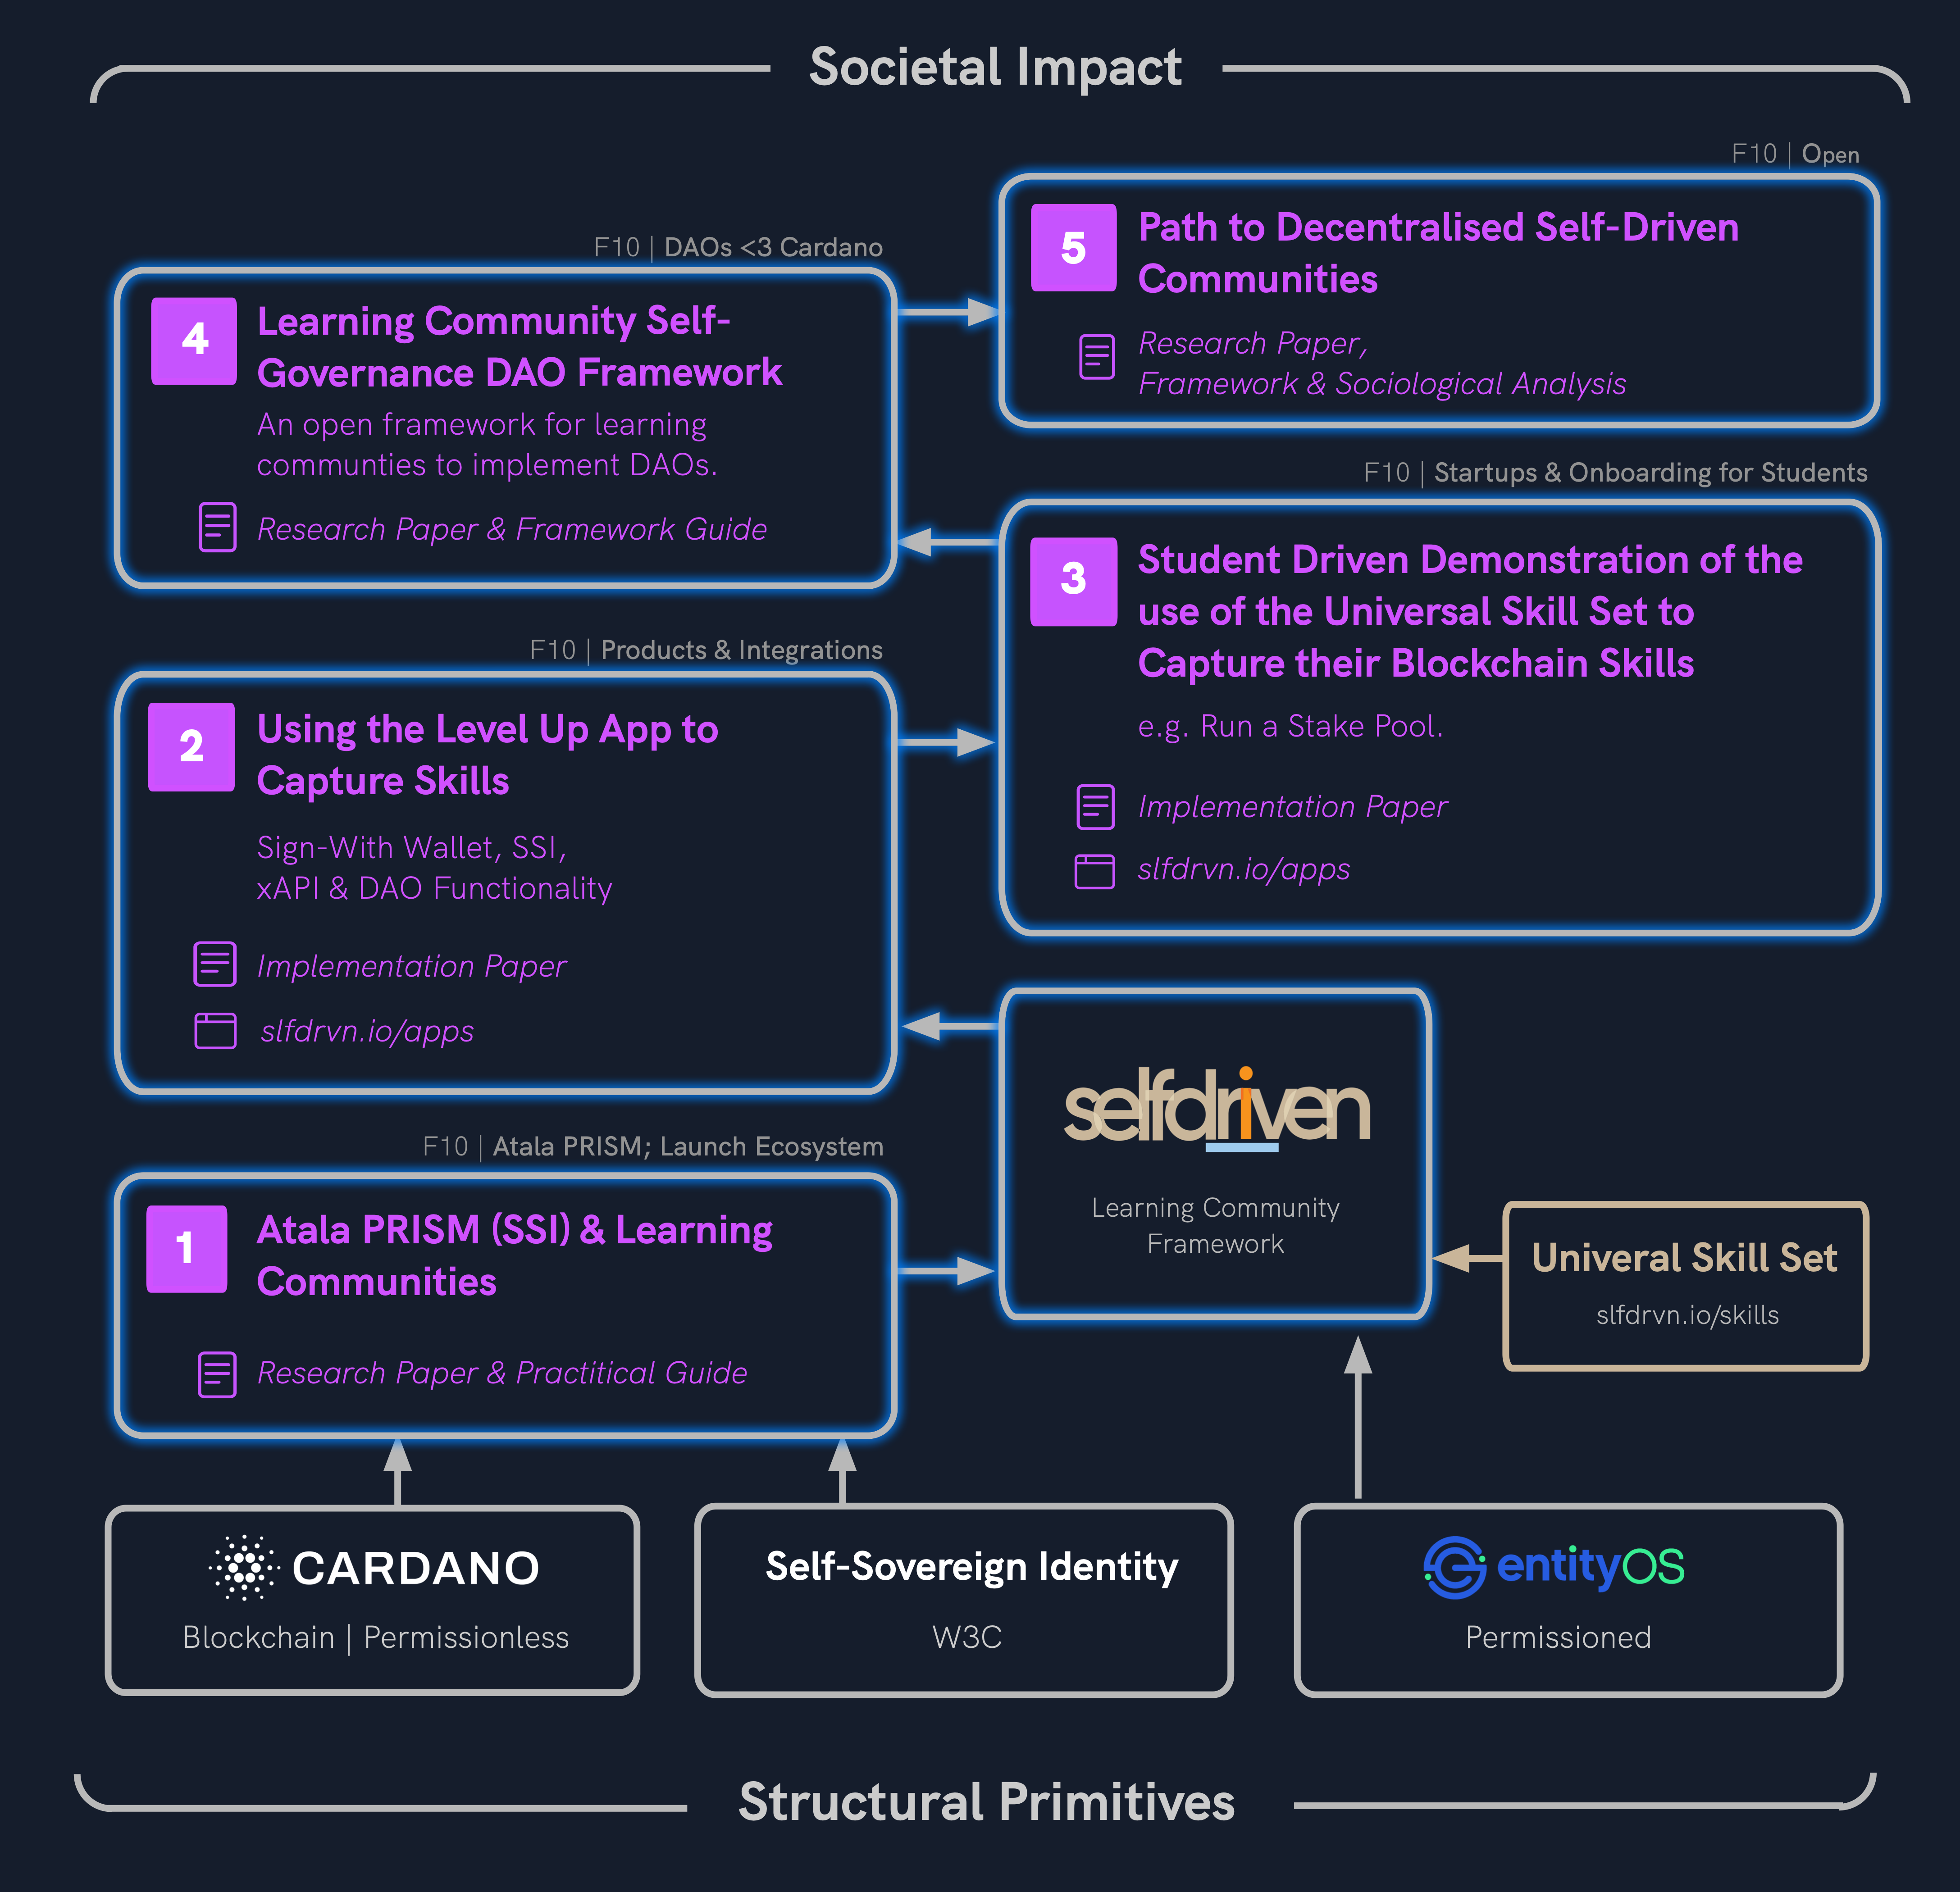 Societal Impact
F10 | Open
5
Path to Decentralised Self-Driven
Communities
Research Paper,
Framework & Sociological Analysis
F10 | DAOs <3 Cardano
4
Learning Community Self-
Governance DAO Framework
An open framework for learning
communties to implement DAOs.
Research Paper & Framework Guide
F10 | Startups & Onboarding for Students
3
Student Driven Demonstration of the
use of the Universal Skill Set to
Capture their Blockchain Skills
e.g. Run a Stake Pool.
Implementation Paper
slfdrvn.io/apps
F10 | Products & Integrations
2
Using the Level Up App to
Capture Skills
Sign-With Wallet, SSI,
xAPI & DAO Functionality
Implementation Paper
slfdrvn.io/apps
selfdriven
Learning Community
Framework
Univeral Skill Set
slfdrvn.io/skills
F10 | Atala PRISM; Launch Ecosystem
1
Atala PRISM (SSI) & Learning
Communities
Research Paper & Practitical Guide
CARDANO
Blockchain | Permissionless
Self-Sovereign Identity
W3C
entityOS
Permissioned
Structural Primitives